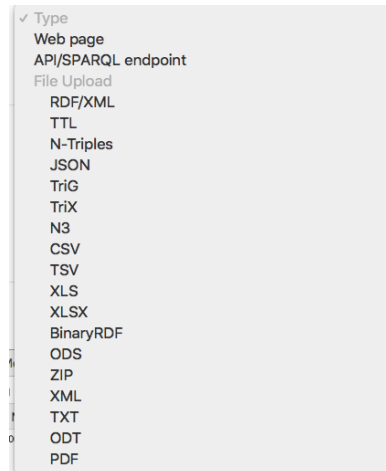 ✓ Type
Web page
API/SPARQL endpoint
File Upload
RDF/XML
TTL
N-Triples
JSON
TriG
TriX
N3
CSV
TSV
XLS
XLSX
BinaryRDF
ODS
ZIP
XML
TXT
ODT
PDF